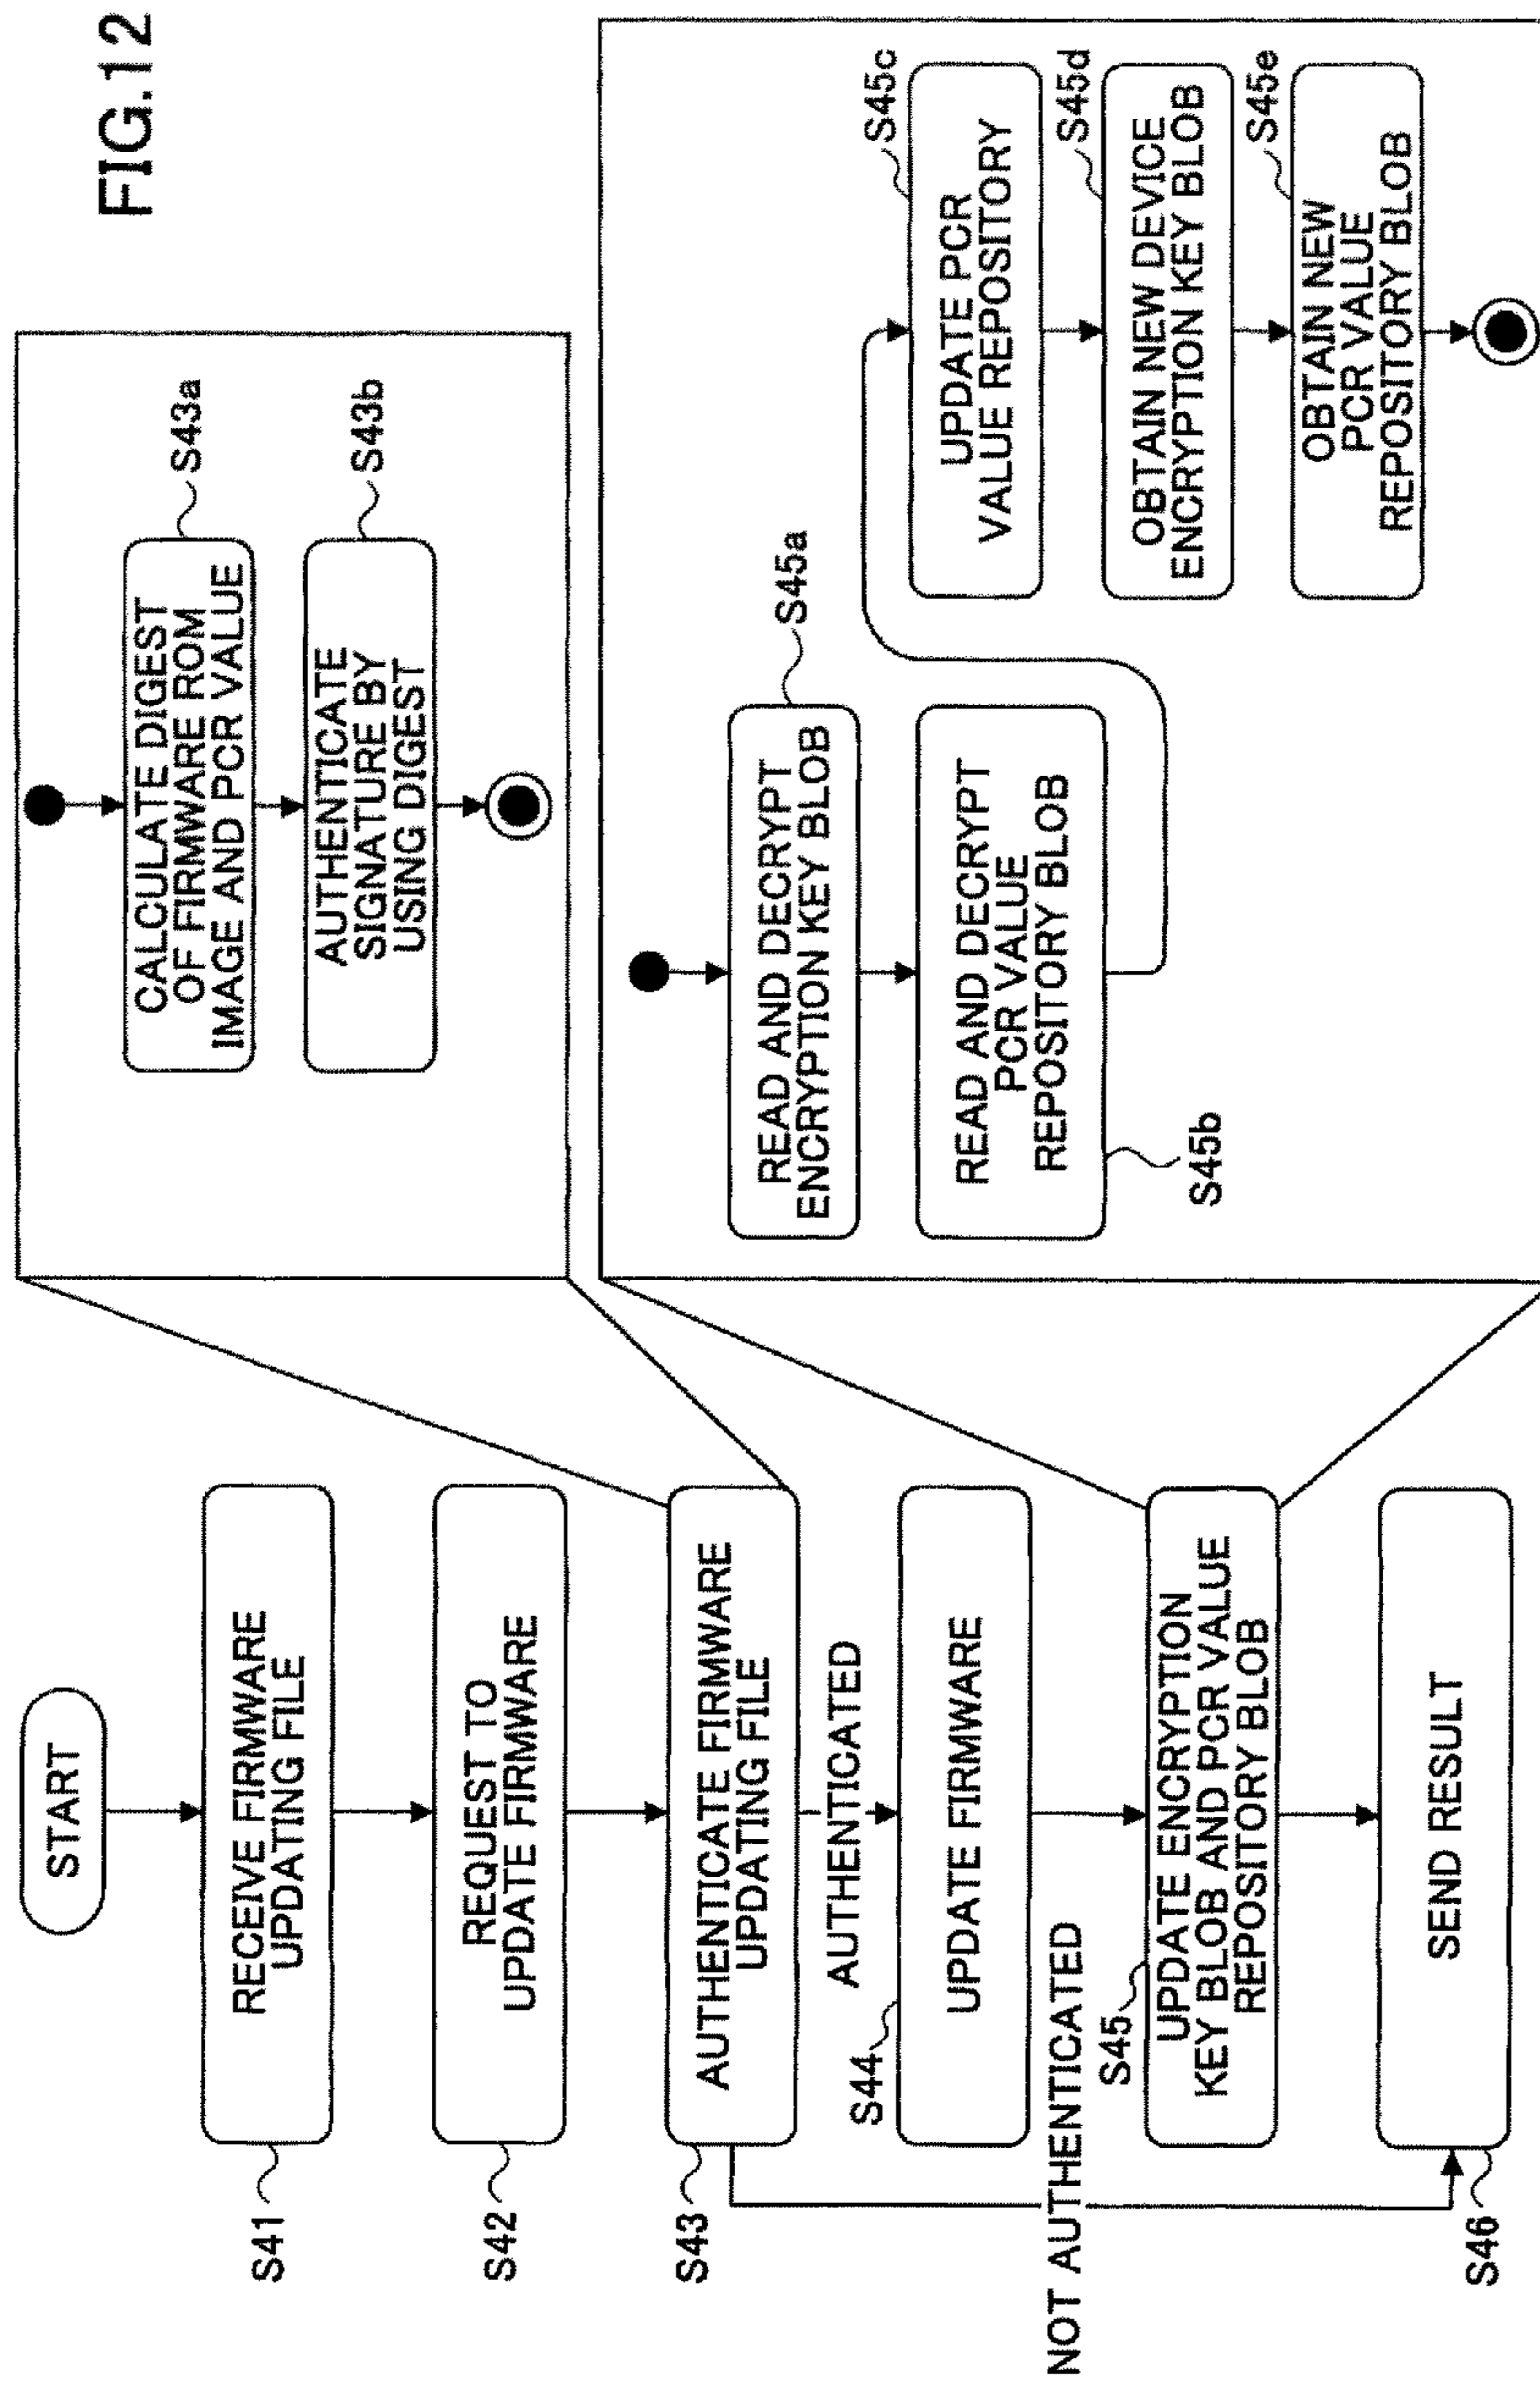 FIG.12
START
S41
RECEIVE FIRMWARE
UPDATING FILE
S42
REQUEST TO
UPDATE FIRMWARE
S43
AUTHENTICATE FIRMWARE
UPDATING FILE
AUTHENTICATED
S44
UPDATE FIRMWARE
NOT AUTHENTICATED
S45
UPDATE ENCRYPTION
KEY BLOB AND PCR VALUE
REPOSITORY BLOB
S46
SEND RESULT
S43a
CALCULATE DIGEST
OF FIRMWARE ROM
IMAGE AND PCR VALUE
S43b
AUTHENTICATE
SIGNATURE BY
USING DIGEST
S45a
READ AND DECRYPT
ENCRYPTION KEY BLOB
READ AND DECRYPT
PCR VALUE
REPOSITORY BLOB
S45b
S45c
UPDATE PCR
VALUE REPOSITORY
S45d
OBTAIN NEW DEVICE
ENCRYPTION KEY BLOB
S45e
OBTAIN NEW
PCR VALUE
REPOSITORY BLOB